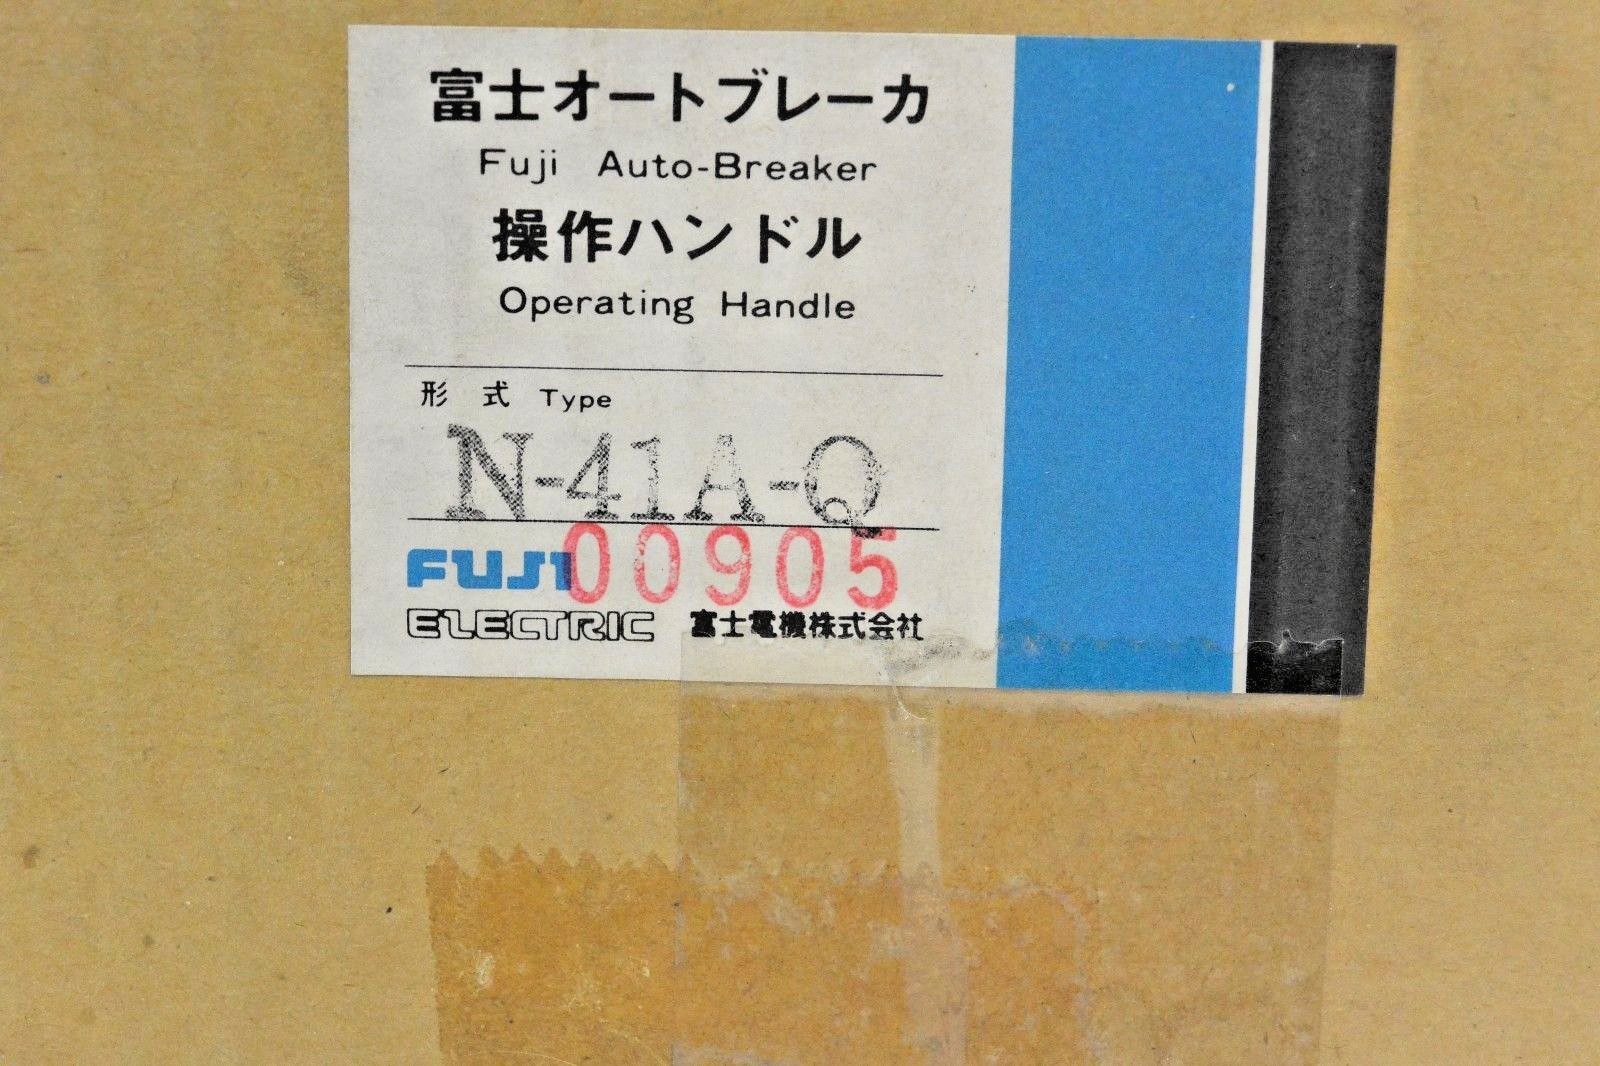 富士オートブレーカ
Fuji Auto-Breaker
操作ハンドル
Operating Handle
形式 Type
N-41A-Q
00905
FUJI
ELECTRIC 富士電機株式会社